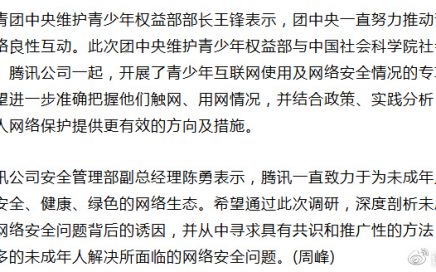 青团中央维护青少年权益部部长王锋表示，团中央一直努力推动
络良性互动。此次团中央维护青少年权益部与中国社会科学院社
、腾讯公司一起，开展了青少年互联网使用及网络安全情况的专
望进一步准确把握他们触网、用网情况，并结合政策、实践分析
人网络保护提供更有效的方向及措施。
讯公司安全管理部副总经理陈勇表示，腾讯一直致力于为未成年
安全、健康、绿色的网络生态。希望通过此次调研，深度剖析未
网络安全问题背后的诱因，并从中寻求具有共识和推广性的方法
多的未成年人解决所面临的网络安全问题。(周峰)